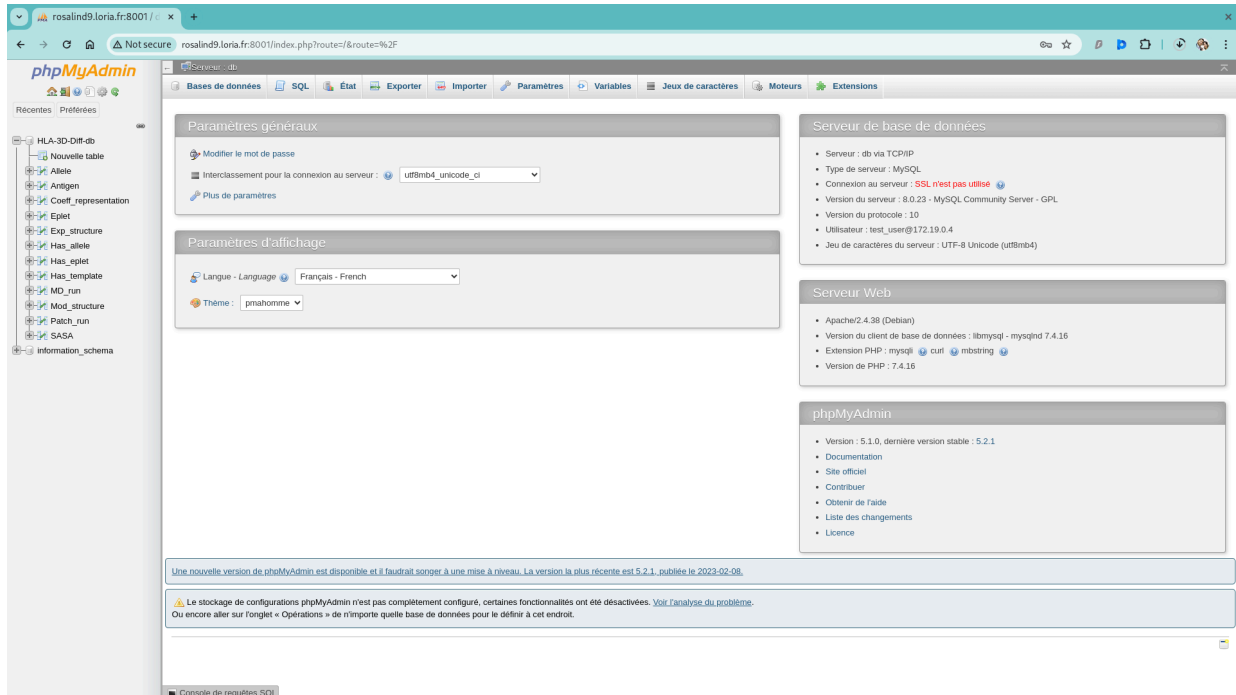 rosalind9.loria.fr:8001 / d
Not secure rosalind9.loria.fr:8001/index.php?route=/&route=%2F
phpMyAdmin
Récentes Préférées
HLA-3D-Diff-db
Nouvelle table
Allele
Antigen
Coeff_representation
Eplet
Exp_structure
Has_allele
Has_eplet
Has_template
MD_run
Mod_structure
Patch_run
SASA
information_schema
Serveur : db
Bases de données SQL État Exporter Importer Paramètres Variables Jeux de caractères Moteurs Extensions
Paramètres généraux
Modifier le mot de passe
Interclassement pour la connexion au serveur : utf8mb4_unicode_ci
Plus de paramètres
Paramètres d'affichage
Langue - Language Français - French
Thème : pmahomme
Serveur de base de données
Serveur : db via TCP/IP
Type de serveur : MySQL
Connexion au serveur : SSL n'est pas utilisé
Version du serveur : 8.0.23 - MySQL Community Server - GPL
Version du protocole : 10
Utilisateur : test_user@172.19.0.4
Jeu de caractères du serveur : UTF-8 Unicode (utf8mb4)
Serveur Web
Apache/2.4.38 (Debian)
Version du client de base de données : libmysql - mysqlnd 7.4.16
Extension PHP : mysqli curl mbstring
Version de PHP : 7.4.16
phpMyAdmin
Version : 5.1.0, dernière version stable : 5.2.1
Documentation
Site officiel
Contribuer
Obtenir de l'aide
Liste des changements
Licence
Une nouvelle version de phpMyAdmin est disponible et il faudrait songer à une mise à niveau. La version la plus récente est 5.2.1, publiée le 2023-02-08.
Le stockage de configurations phpMyAdmin n'est pas complètement configuré, certaines fonctionnalités ont été désactivées. Voir l'analyse du problème.
Ou encore aller sur l'onglet « Opérations » de n'importe quelle base de données pour le définir à cet endroit.
Console de requêtes SQL